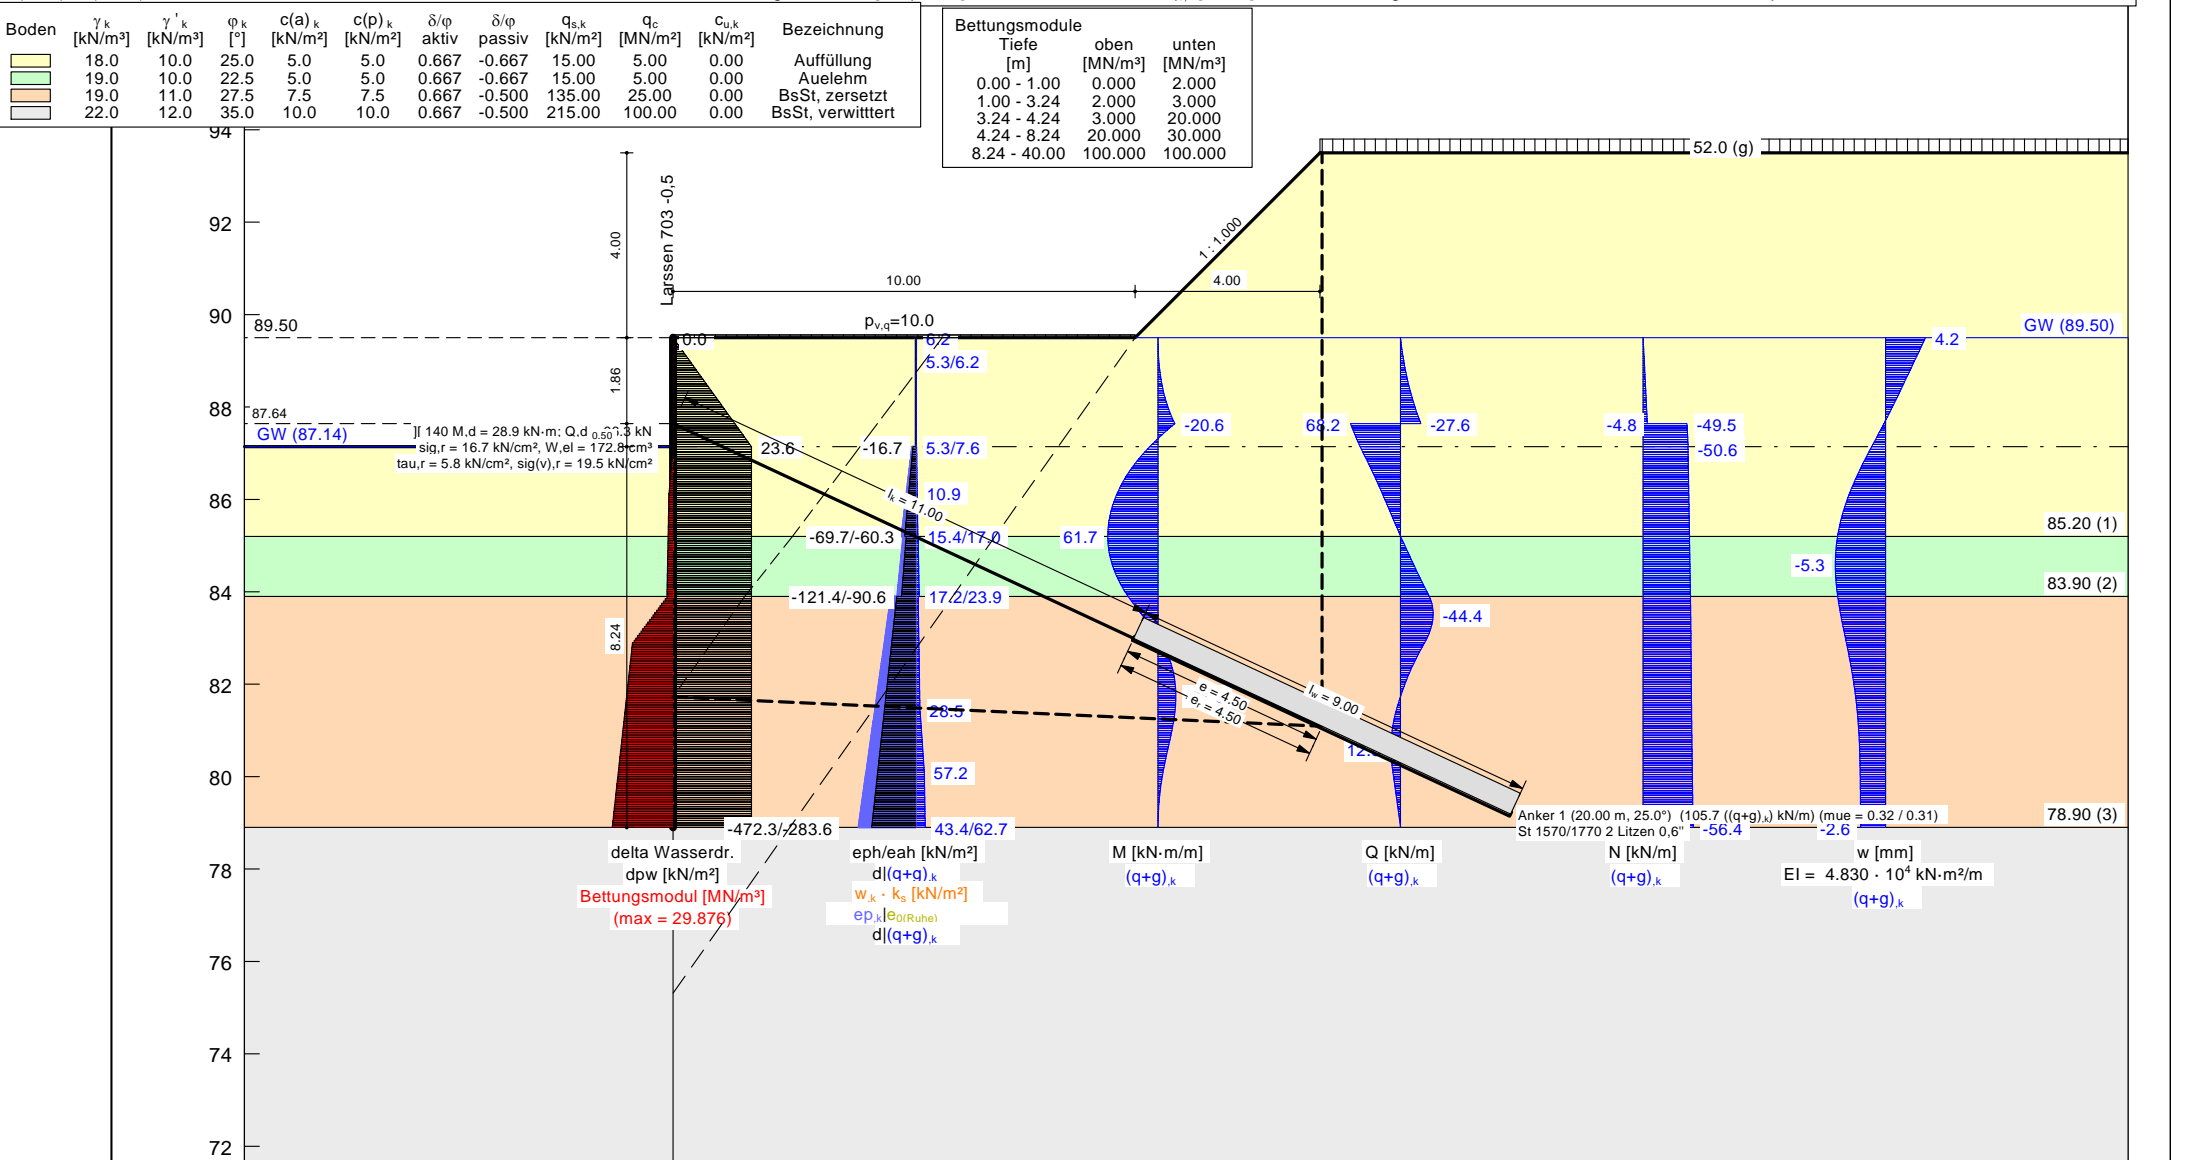 Boden γ k γ ' k φ k c(a) k c(p) k δ/φ δ/φ qs,k qc cu,k Bezeichnung
[kN/m³] [kN/m³] [°] [kN/m²] [kN/m²] aktiv passiv [kN/m²] [MN/m²] [kN/m²]
18.0 10.0 25.0 5.0 5.0 0.667 -0.667 15.00 5.00 0.00 Auffüllung
19.0 10.0 22.5 5.0 5.0 0.667 -0.667 15.00 5.00 0.00 Auelehm
19.0 11.0 27.5 7.5 7.5 0.667 -0.500 135.00 25.00 0.00 BsSt, zersetzt
22.0 12.0 35.0 10.0 10.0 0.667 -0.500 215.00 100.00 0.00 BsSt, verwitttert
Bettungsmodule
Tiefe oben unten
[m] [MN/m³] [MN/m³]
0.00 - 1.00 0.000 2.000
1.00 - 3.24 2.000 3.000
3.24 - 4.24 3.000 20.000
4.24 - 8.24 20.000 30.000
8.24 - 40.00 100.000 100.000
94
52.0 (g)
92
Larssen 703 -0,5
4.00
1 : 1.000
10.00
4.00
90
89.50
pv,q=10.0
GW (89.50)
0.0
6.2
4.2
5.3/6.2
1.86
88
87.64
GW (87.14)
][ 140 M,d = 28.9 kN·m; Q,d
0.50
.3 kN
sig,r = 16.7 kN/cm², W,el = 172.8 cm³
tau,r = 5.8 kN/cm², sig(v),r = 19.5 kN/cm²
-20.6
68.2
-27.6
-4.8
-49.5
23.6
-16.7
5.3/7.6
-50.6
86
10.9
lk = 11.00
-69.7/-60.3
15.4/17.0
61.7
85.20 (1)
-5.3
84
-121.4/-90.6
17.2/23.9
83.90 (2)
-44.4
8.24
82
e = 4.50
er = 4.50
lw = 9.00
28.5
80
57.2
-472.3/-283.6
43.4/62.7
Anker 1 (20.00 m, 25.0°) (105.7 ((q+g),k) kN/m) (mue = 0.32 / 0.31)
St 1570/1770 2 Litzen 0,6"
78.90 (3)
-56.4
-2.6
78
delta Wasserdr.
dpw [kN/m²]
Bettungsmodul [MN/m³]
(max = 29.876)
eph/eah [kN/m²]
d|(q+g),k
w,k · ks [kN/m²]
ep,k|e0(Ruhe)
d|(q+g),k
M [kN·m/m]
(q+g),k
Q [kN/m]
(q+g),k
N [kN/m]
(q+g),k
w [mm]
EI = 4.830 · 10⁴ kN·m²/m
(q+g),k
76
74
72